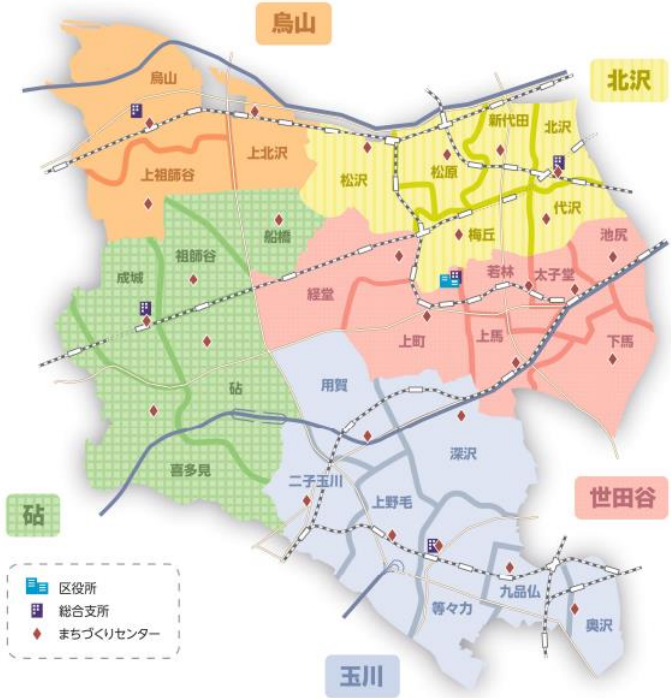 烏山
北沢
烏山
新代田
北沢
上北沢
松原
松沢
上祖師谷
代沢
船橋
梅丘
池尻
祖師谷
成城
若林
太子堂
経堂
上町
上馬
下馬
用賀
砧
深沢
喜多見
二子玉川
上野毛
砧
世田谷
九品仏
等々力
奥沢
玉川
区役所
総合支所
まちづくりセンター